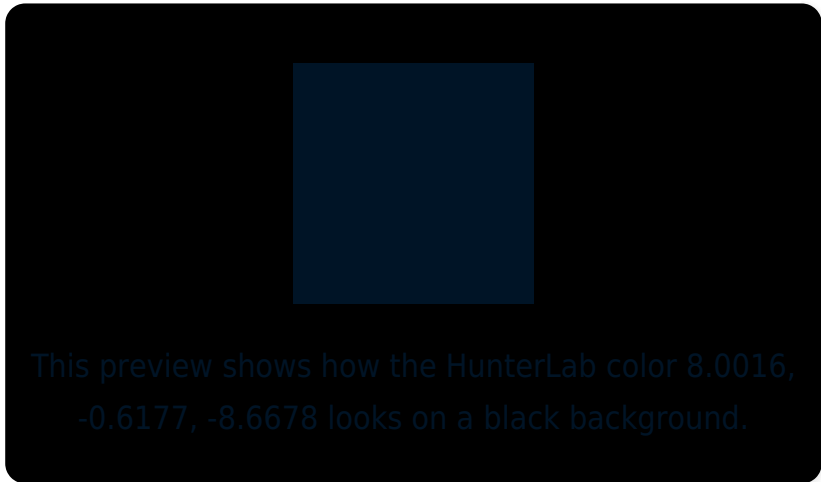 This preview shows how the HunterLab color 8.0016,
-0.6177, -8.6678 looks on a black background.